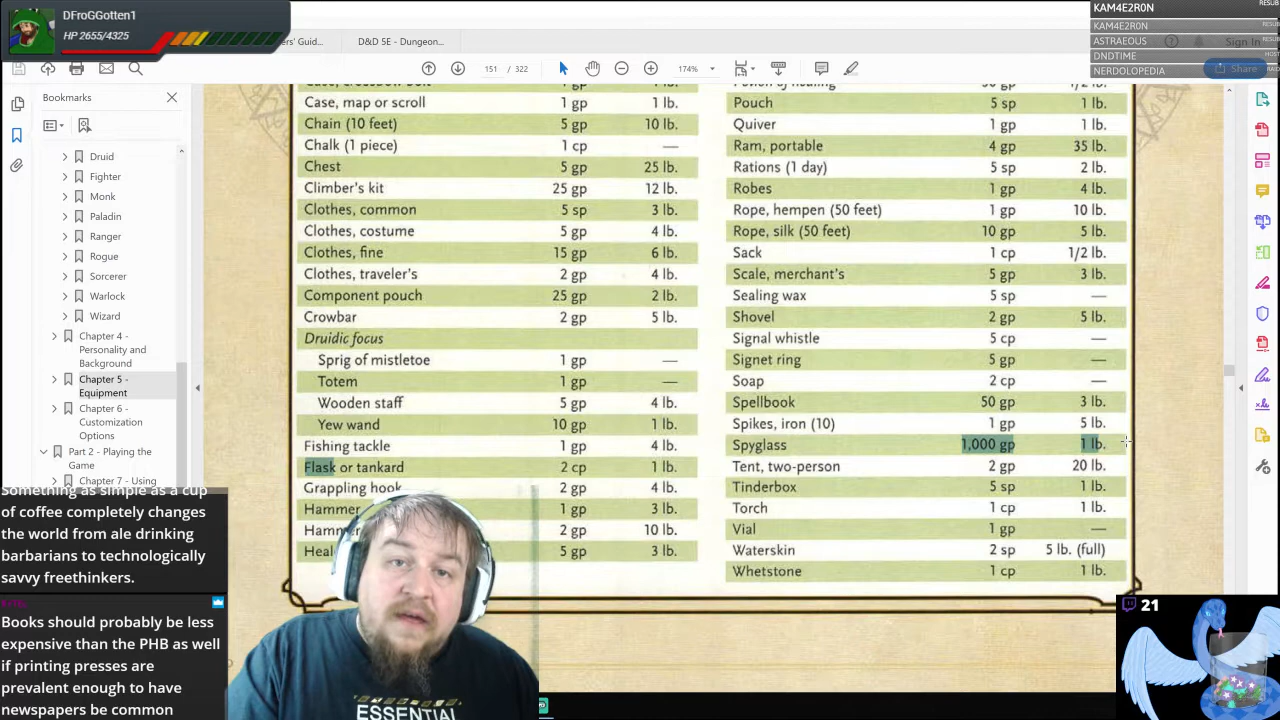 DFroGGotten1
HP 2655/4325
ers' Guid...
D&D 5E - Dungeon...
KAM4E2R0N
KAM4E2R0N
ASTRAEOUS
DNDTIME
NERDOLOPEDIA
RESUB
Sign In
Share
151 / 322
174%
Bookmarks
Druid
Fighter
Monk
Paladin
Ranger
Rogue
Sorcerer
Warlock
Wizard
Chapter 4 -
Personality and
Background
Chapter 5 -
Equipment
Chapter 6 -
Customization
Options
Part 2 - Playing the
Game
Chapter 7 - Using
Case, map or scroll 1 gp 1 lb.
Chain (10 feet) 5 gp 10 lb.
Chalk (1 piece) 1 cp —
Chest 5 gp 25 lb.
Climber's kit 25 gp 12 lb.
Clothes, common 5 sp 3 lb.
Clothes, costume 5 gp 4 lb.
Clothes, fine 15 gp 6 lb.
Clothes, traveler's 2 gp 4 lb.
Component pouch 25 gp 2 lb.
Crowbar 2 gp 5 lb.
Druidic focus
Sprig of mistletoe 1 gp —
Totem 1 gp —
Wooden staff 5 gp 4 lb.
Yew wand 10 gp 1 lb.
Fishing tackle 1 gp 4 lb.
Flask or tankard 2 cp 1 lb.
Grappling hook 2 gp 4 lb.
Hammer 1 gp 3 lb.
Hamm 2 gp 10 lb.
Heal 5 gp 3 lb.
Pouch 5 sp 1 lb.
Quiver 1 gp 1 lb.
Ram, portable 4 gp 35 lb.
Rations (1 day) 5 sp 2 lb.
Robes 1 gp 4 lb.
Rope, hempen (50 feet) 1 gp 10 lb.
Rope, silk (50 feet) 10 gp 5 lb.
Sack 1 cp 1/2 lb.
Scale, merchant's 5 gp 3 lb.
Sealing wax 5 sp —
Shovel 2 gp 5 lb.
Signal whistle 5 cp —
Signet ring 5 gp —
Soap 2 cp —
Spellbook 50 gp 3 lb.
Spikes, iron (10) 1 gp 5 lb.
Spyglass 1,000 gp 1 lb.
Tent, two-person 2 gp 20 lb.
Tinderbox 5 sp 1 lb.
Torch 1 cp 1 lb.
Vial 1 gp —
Waterskin 2 sp 5 lb. (full)
Whetstone 1 cp 1 lb.
Something as simple as a cup
of coffee completely changes
the world from ale drinking
barbarians to technologically
savvy freethinkers.
Books should probably be less
expensive than the PHB as well
if printing presses are
prevalent enough to have
newspapers be common
ESSENTIAL
21